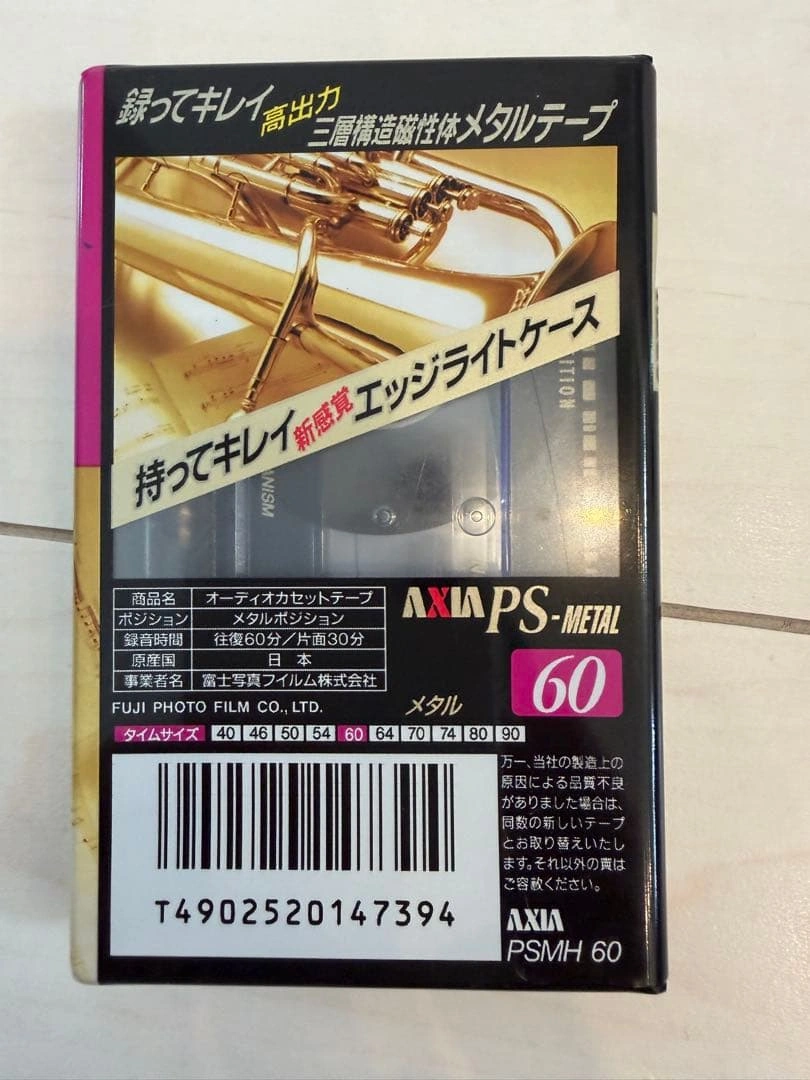 録ってキレイ 高出力 三層構造磁性体メタルテープ
ITION
持ってキレイ 新感覚 エッジライトケース
ANISM
商品名 オーディオカセットテープ
ポジション メタルポジション
録音時間 往復60分/片面30分
原産国 日本
事業者名 富士写真フイルム株式会社
FUJI PHOTO FILM CO., LTD.
AXIA PS-METAL
メタル
60
タイムサイズ 40 46 50 54 60 64 70 74 80 90
万一、当社の製造上の
原因による品質不良
がありました場合は、
同数の新しいテープ
とお取り替えいたし
ます。それ以外の責は
ご容赦ください。
T4902520147394
AXIA
PSMH 60